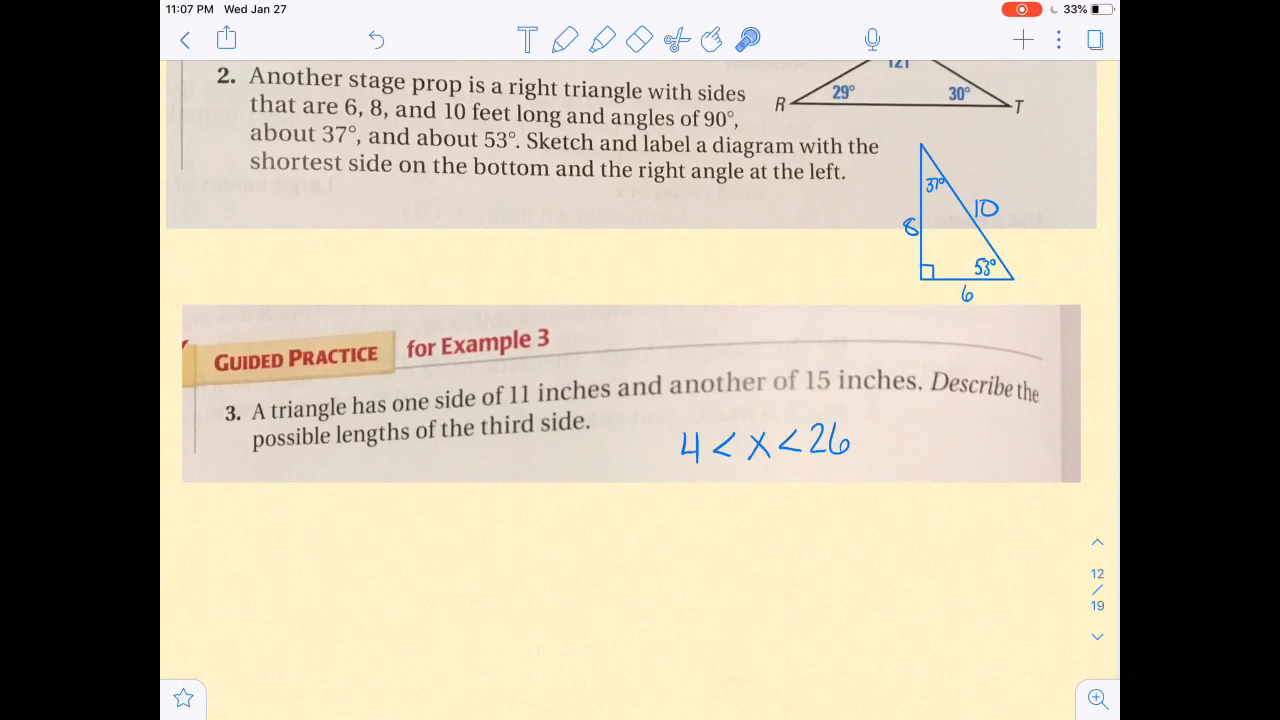 11:07 PM Wed Jan 27
33%
T
121
2. Another stage prop is a right triangle with sides
that are 6, 8, and 10 feet long and angles of 90°,
about 37°, and about 53°. Sketch and label a diagram with the
shortest side on the bottom and the right angle at the left.
R 29° 30° T
37°
10
8
53°
6
GUIDED PRACTICE for Example 3
3. A triangle has one side of 11 inches and another of 15 inches. Describe the
possible lengths of the third side.
4 < x < 26
12
/
19